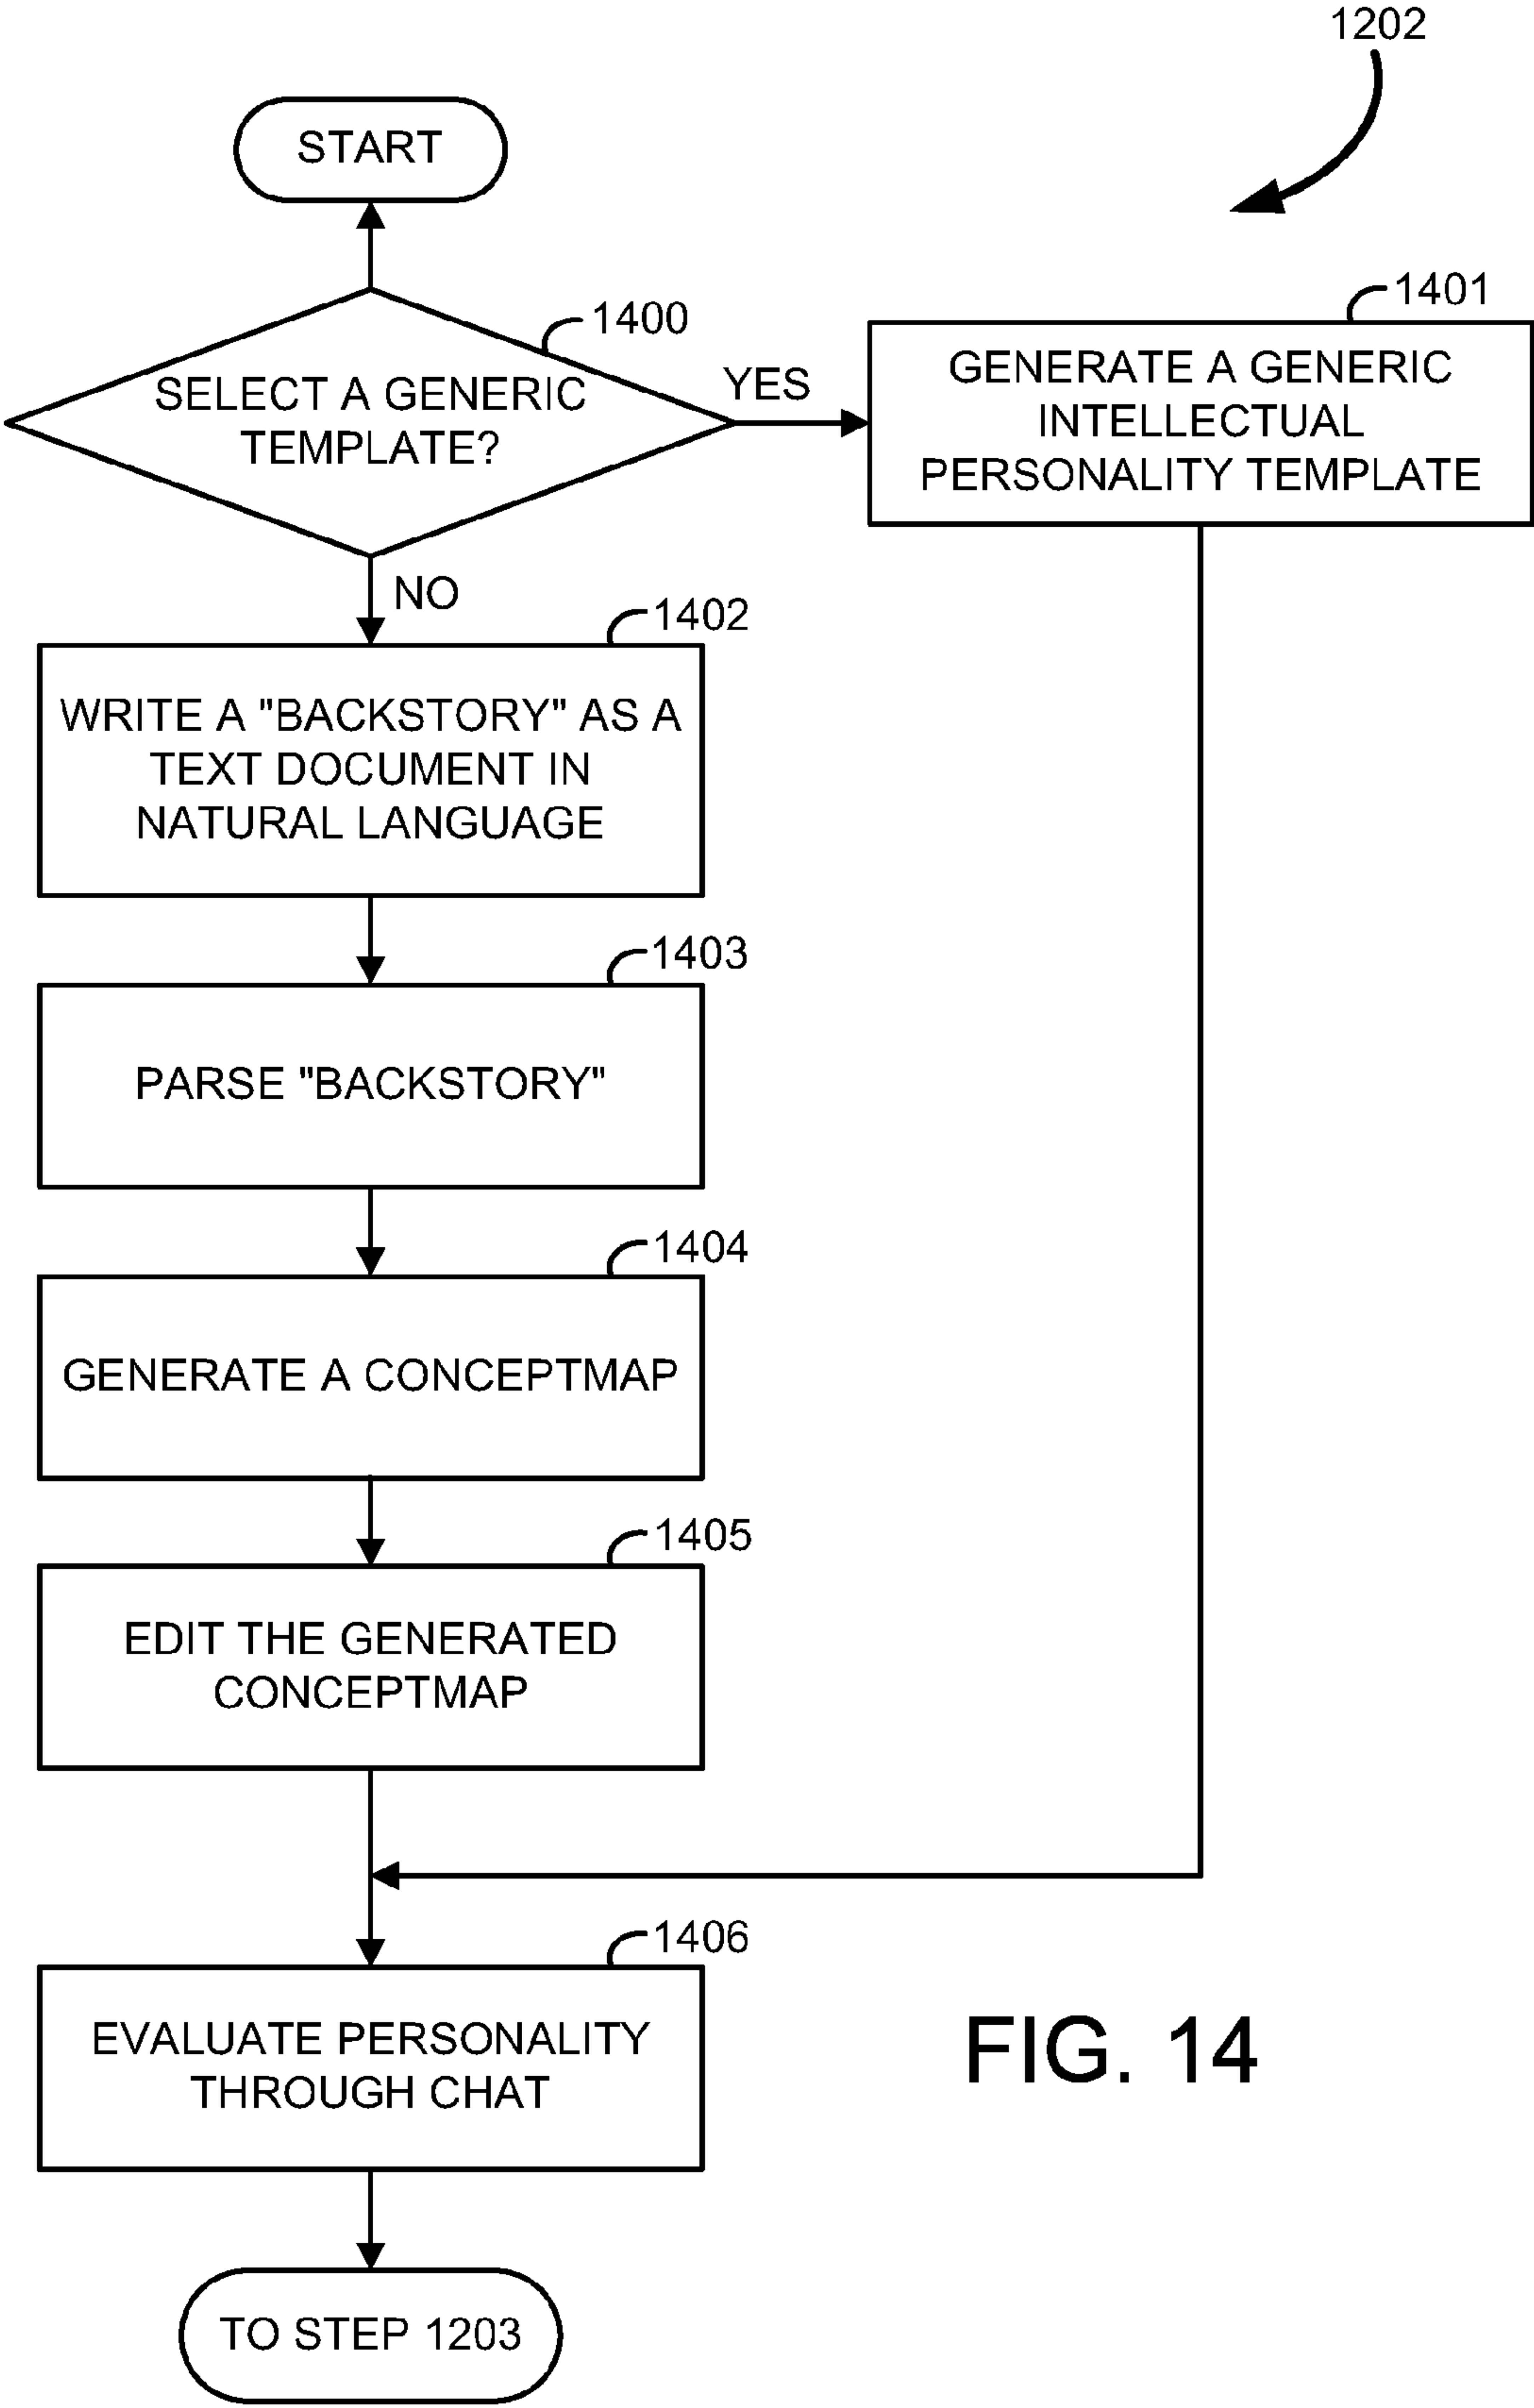 1202
START
1400
SELECT A GENERIC
TEMPLATE?
YES
1401
GENERATE A GENERIC
INTELLECTUAL
PERSONALITY TEMPLATE
NO
1402
WRITE A "BACKSTORY" AS A
TEXT DOCUMENT IN
NATURAL LANGUAGE
1403
PARSE "BACKSTORY"
1404
GENERATE A CONCEPTMAP
1405
EDIT THE GENERATED
CONCEPTMAP
1406
EVALUATE PERSONALITY
THROUGH CHAT
FIG. 14
TO STEP 1203